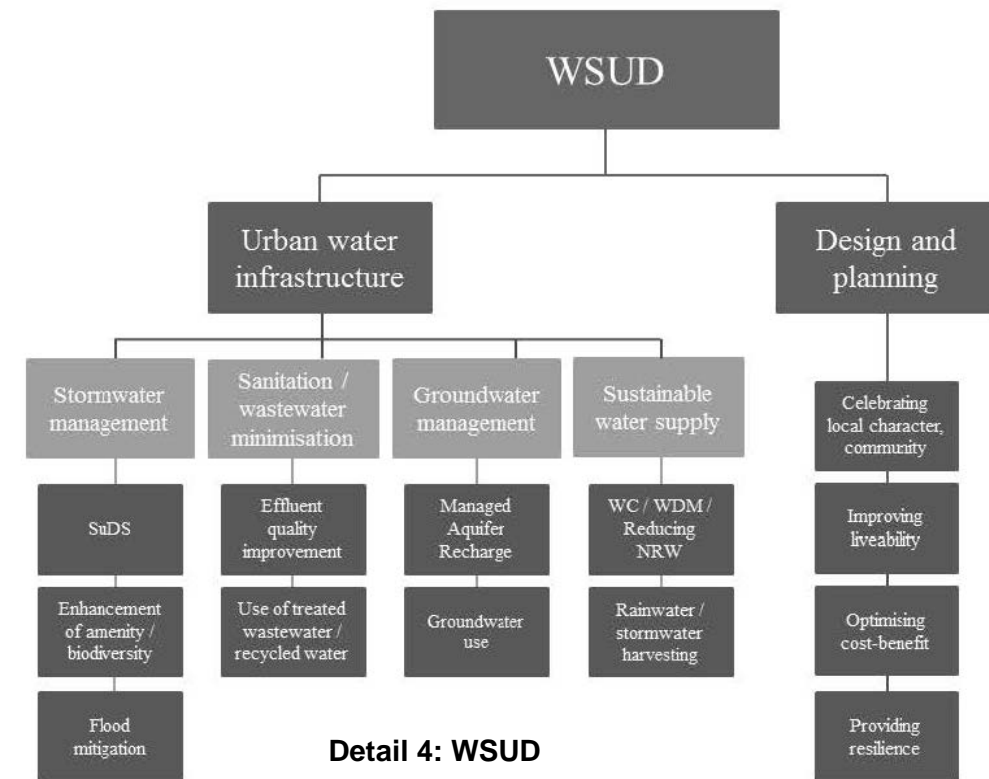 WSUD
Urban water
infrastructure
Design and
planning
Stormwater
management
Sanitation /
wastewater
minimisation
Groundwater
management
Sustainable
water supply
Celebrating
local character,
community
SuDS
Effluent
quality
improvement
Managed
Aquifer
Recharge
WC / WDM /
Reducing
NRW
Improving
liveability
Enhancement
of amenity /
biodiversity
Use of treated
wastewater /
recycled water
Groundwater
use
Rainwater /
stormwater
harvesting
Optimising
cost-benefit
Flood
mitigation
Providing
resilience
Detail 4: WSUD